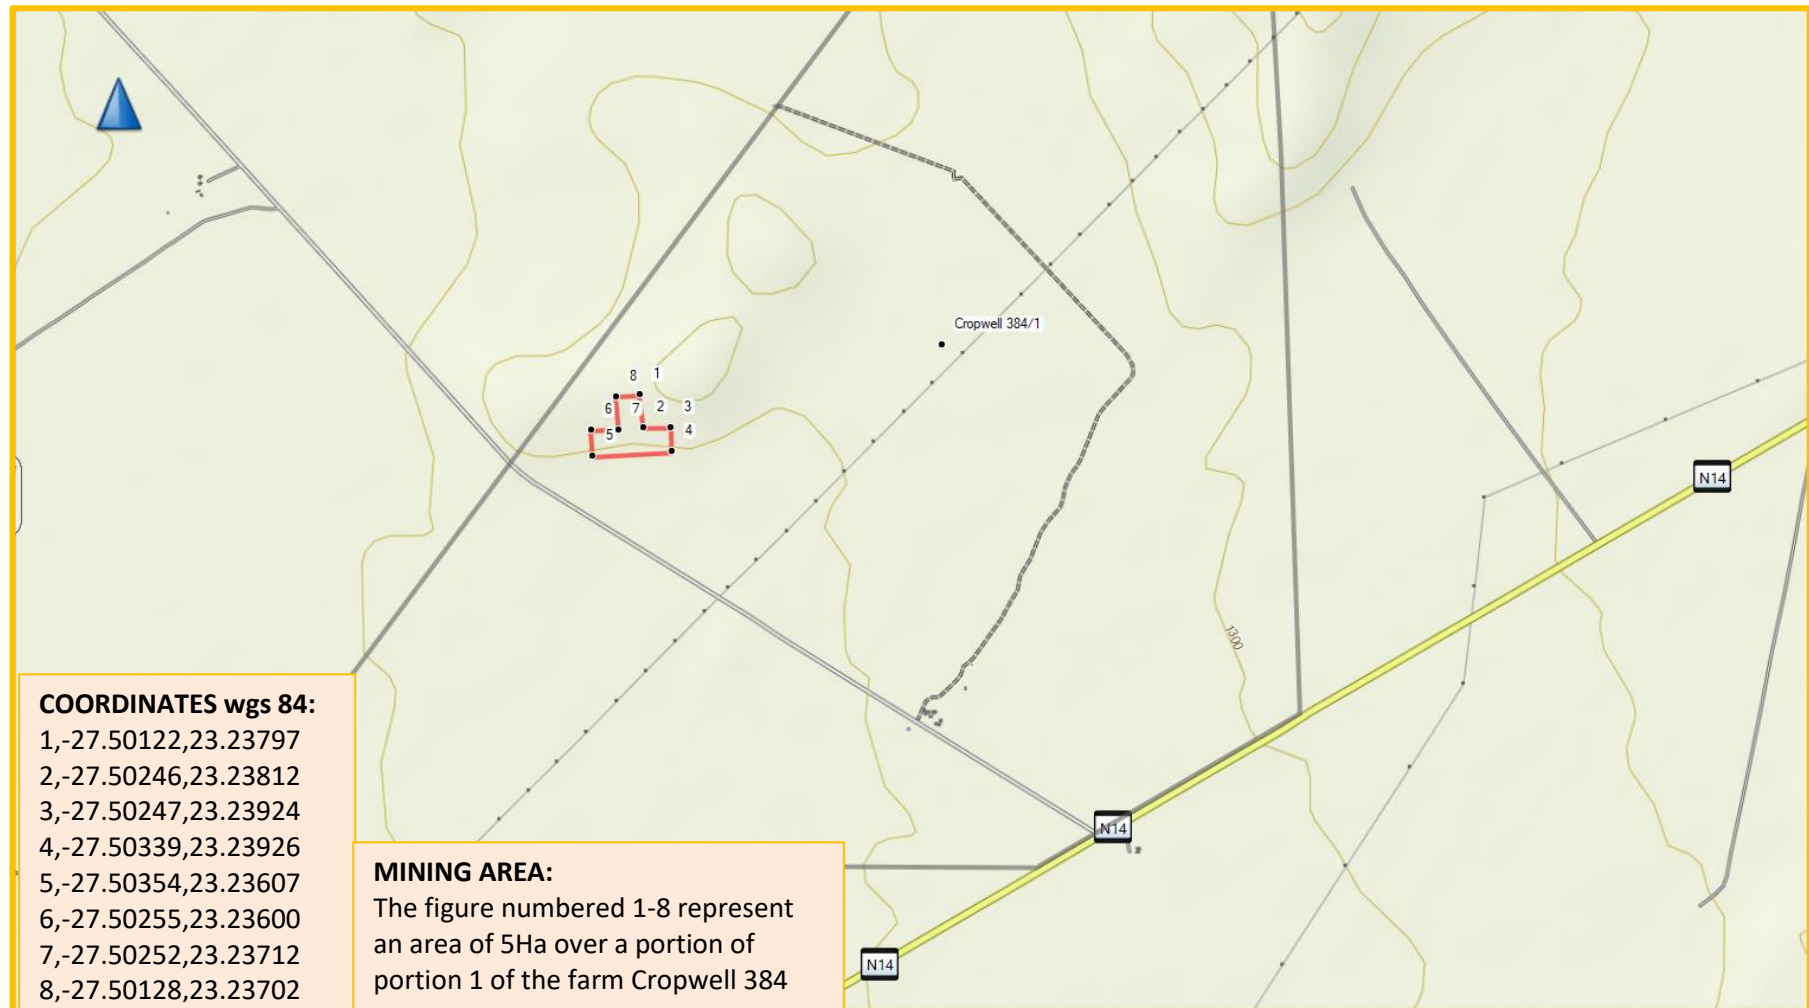 Cropwell 384/1
8 1
6 7 2 3
5 4
N14
1300
N14
N14
COORDINATES wgs 84:
1,-27.50122,23.23797
2,-27.50246,23.23812
3,-27.50247,23.23924
4,-27.50339,23.23926
5,-27.50354,23.23607
6,-27.50255,23.23600
7,-27.50252,23.23712
8,-27.50128,23.23702
MINING AREA:
The figure numbered 1-8 represent
an area of 5Ha over a portion of
portion 1 of the farm Cropwell 384